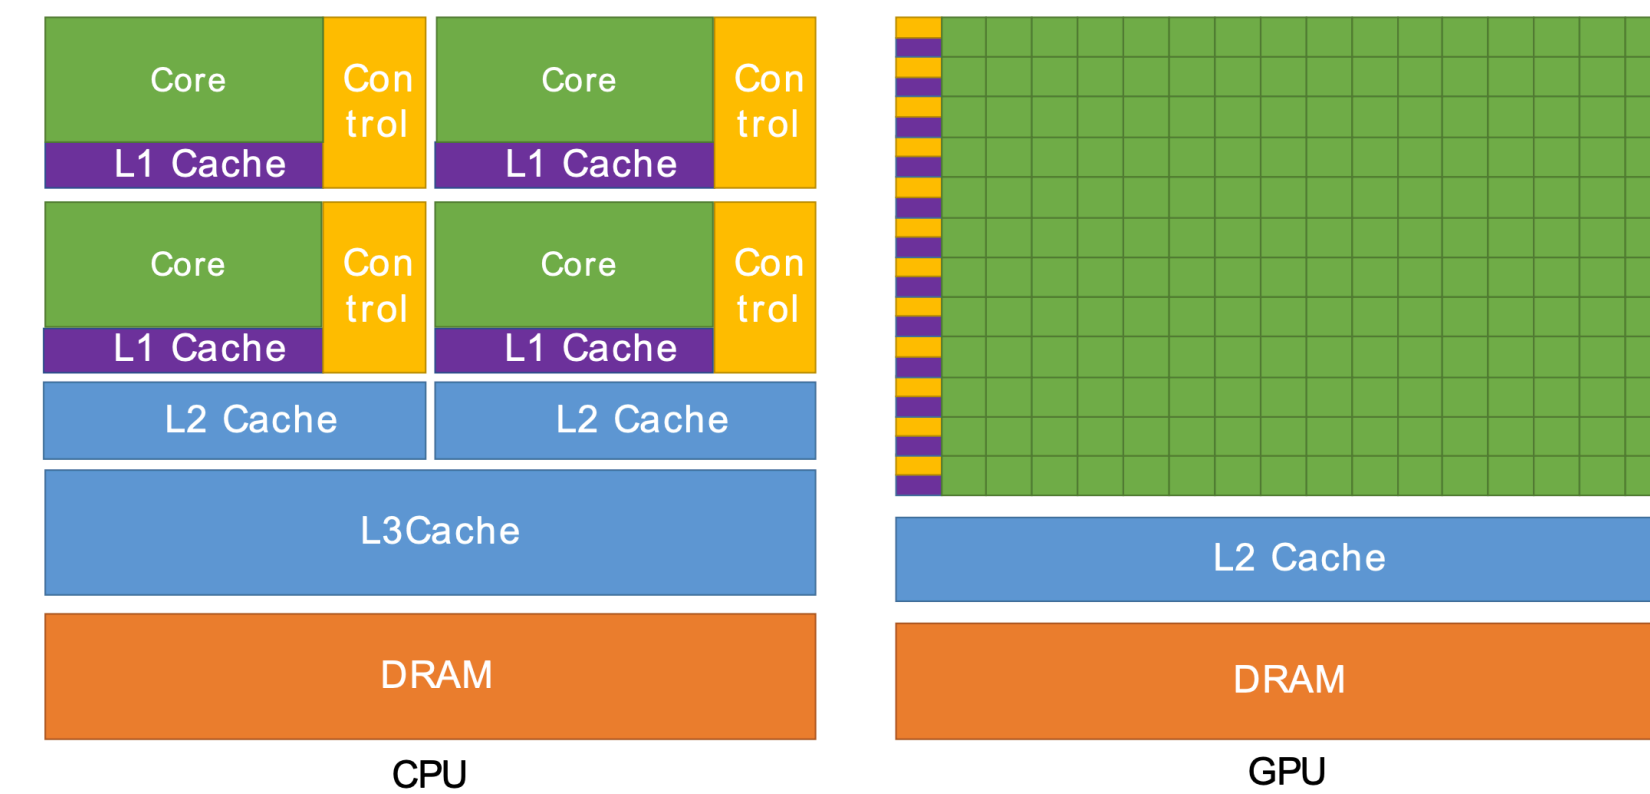 Core
Con
trol
L1 Cache
Core
Con
trol
L1 Cache
Core
Con
trol
L1 Cache
Core
Con
trol
L1 Cache
L2 Cache
L2 Cache
L3Cache
DRAM
CPU
L2 Cache
DRAM
GPU